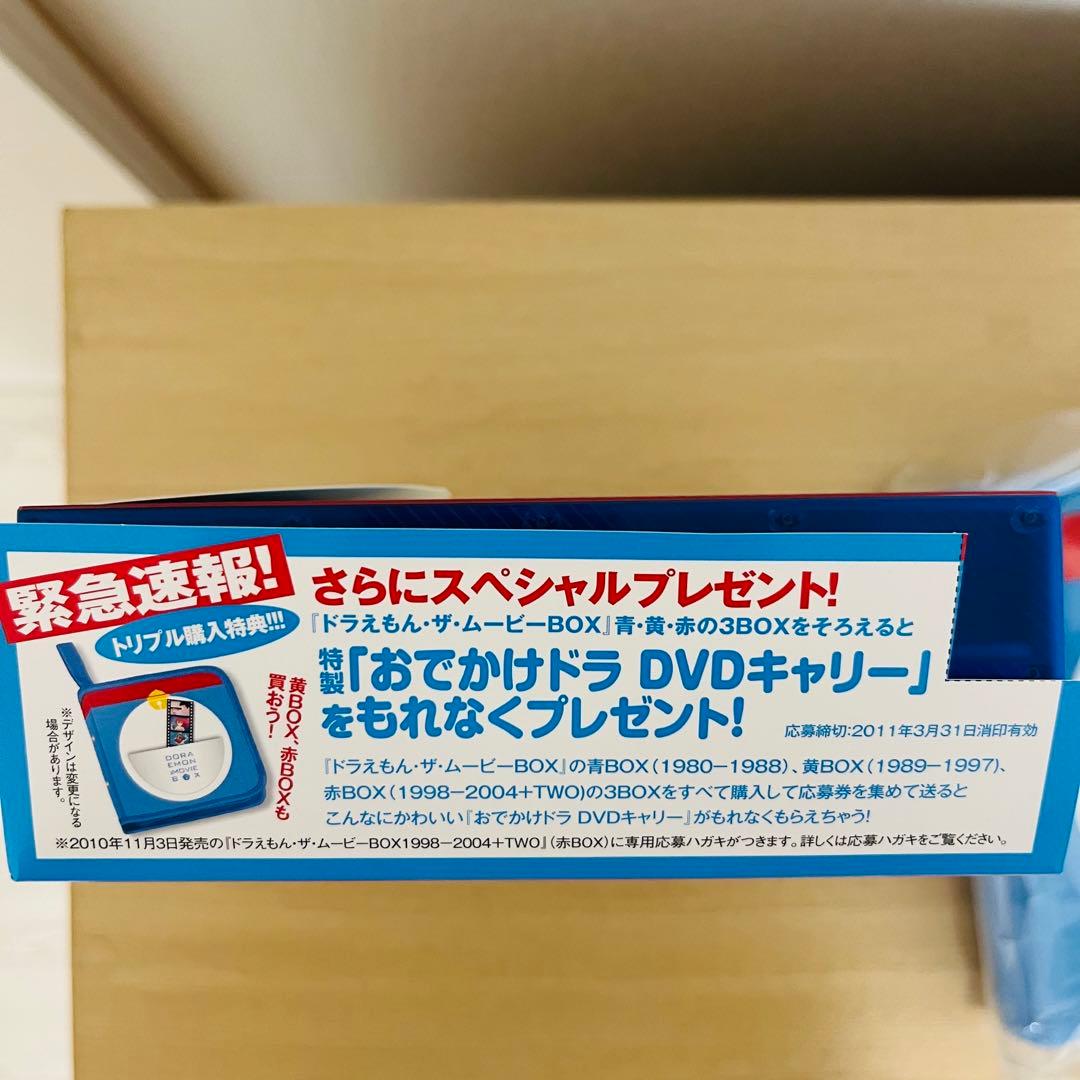 緊急速報!
トリプル購入特典!!!
さらにスペシャルプレゼント!
『ドラえもん・ザ・ムービーBOX』青・黄・赤の3BOXをそろえると
特製「おでかけドラ DVDキャリー」
をもれなくプレゼント!
応募締切:2011年3月31日消印有効
黄BOX、赤BOXも
買おう!
※デザインは変更になる
場合があります。
DORA
EMON
MOVIE
BOX
『ドラえもん・ザ・ムービーBOX』の青BOX(1980−1988)、黄BOX(1989−1997)、
赤BOX(1998−2004+TWO)の3BOXをすべて購入して応募券を集めて送ると
こんなにかわいい『おでかけドラ DVDキャリー』がもれなくもらえちゃう!
※2010年11月3日発売の『ドラえもん・ザ・ムービーBOX1998−2004+TWO』(赤BOX)に専用応募ハガキがつきます。詳しくは応募ハガキをご覧ください。